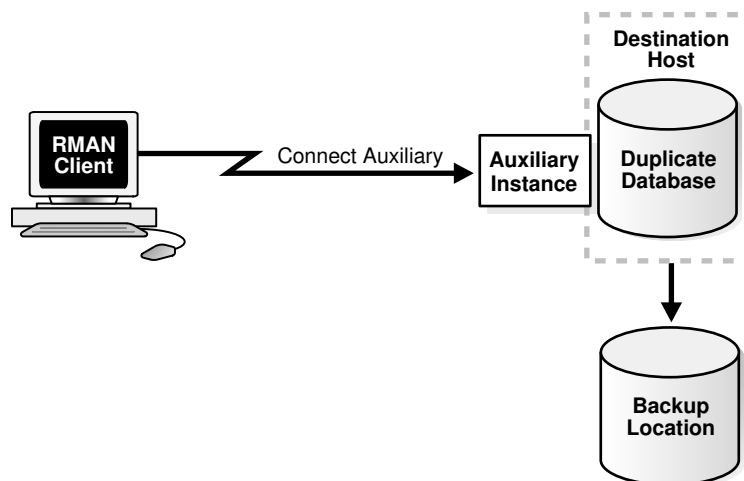 Destination
Host
RMAN
Client
Connect Auxiliary
Auxiliary
Instance
Duplicate
Database
Backup
Location